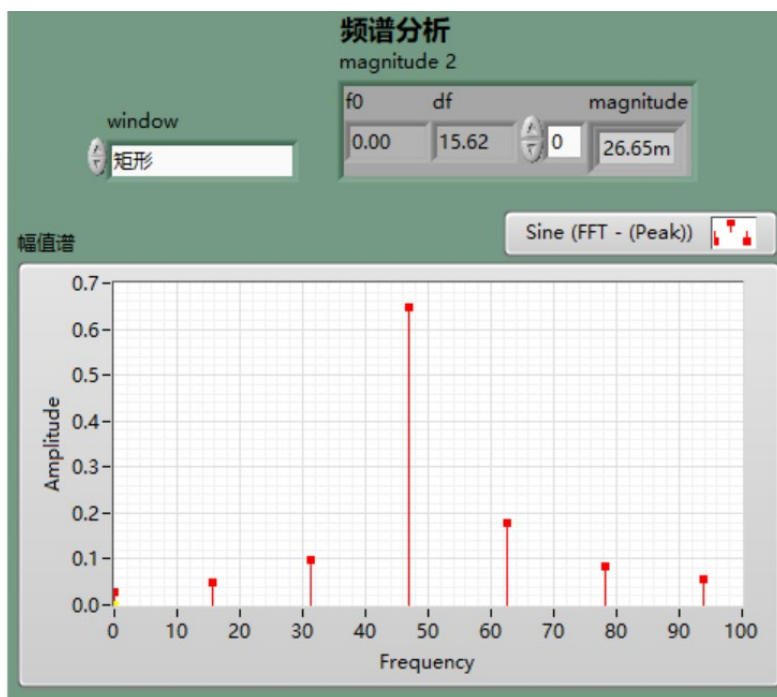 频谱分析
magnitude 2
f0 df magnitude
0.00 15.62 0 26.65m
window
矩形
Sine (FFT - (Peak))
幅值谱
0.7
0.6
0.5
0.4
0.3
0.2
0.1
0.0
Amplitude
0 10 20 30 40 50 60 70 80 90 100
Frequency